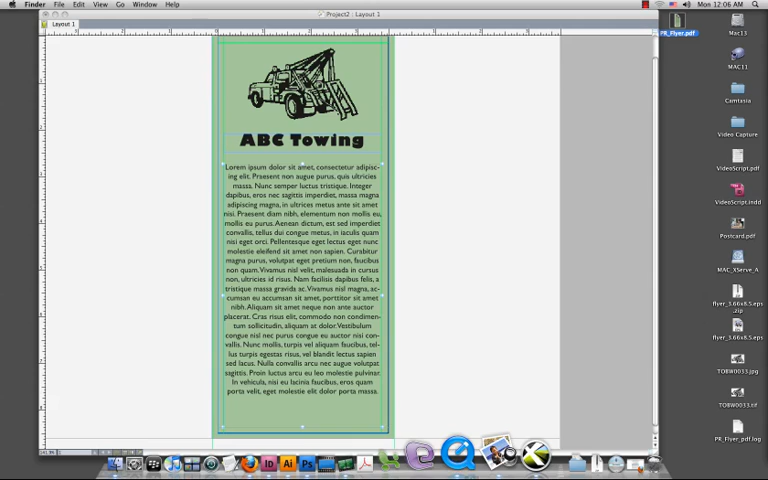 Finder File Edit View Go Window Help
Mon 12:06 AM
Project2 : Layout 1
Layout 1
PR_Flyer.pdf
Mac13
MAC11
Camtasia
Video Capture
VideoScript.pdf
VideoScript.indd
Postcard.pdf
MAC_XServe_A
flyer_3.66x8.5.eps
.zip
flyer_3.66x8.5.eps
TOBW0033.jpg
TOBW0033.tif
PR_Flyer_pdf.log
ABC Towing
Lorem ipsum dolor sit amet, consectetur adipisc-
ing elit. Praesent non augue purus, quis ultricies
massa. Nunc semper luctus tristique. Integer
dapibus, eros nec sagittis imperdiet, massa magna
adipiscing magna, in ultrices metus ante sit amet
nisi. Praesent diam nibh, elementum non mollis eu,
mollis eu purus. Aenean dictum, est sed imperdiet
convallis, tellus dui congue metus, in iaculis quam
nisi eget orci. Pellentesque eget lectus eget nunc
molestie eleifend sit amet non sapien. Curabitur
magna purus, volutpat eget pretium non, faucibus
non quam. Vivamus nisl velit, malesuada in cursus
non, ultricies id risus. Nam facilisis dapibus felis, a
tristique massa gravida ac. Vivamus nisl magna, ac-
cumsan eu accumsan sit amet, porttitor sit amet
nibh. Aliquam sit amet neque non ante auctor
placerat. Cras risus elit, commodo non condimen-
tum sollicitudin, aliquam at dolor. Vestibulum
congue nisl nec purus congue eu auctor nisi con-
vallis. Nunc mollis, turpis vel aliquam faucibus, tel-
lus turpis egestas risus, vel blandit lectus sapien
sed lacus. Nulla convallis arcu nec augue volutpat
sagittis. Proin luctus arcu eu leo molestie pulvinar.
In vehicula, nisi eu lacinia faucibus, eros quam
porta velit, eget molestie elit dolor porta massa.